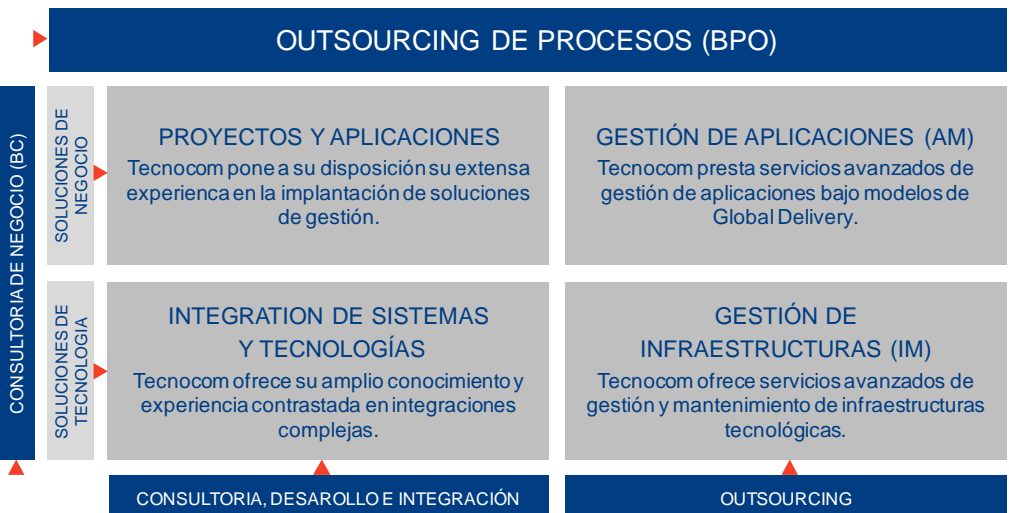 OUTSOURCING DE PROCESOS (BPO)
CONSULTORIA DE NEGOCIO (BC)
SOLUCIONES DE
NEGOCIO
PROYECTOS Y APLICACIONES
Tecnocom pone a su disposición su extensa
experienca en la implantación de soluciones
de gestión.
GESTIÓN DE APLICACIONES (AM)
Tecnocom presta servicios avanzados de
gestión de aplicaciones bajo modelos de
Global Delivery.
SOLUCIONES DE
TECNOLOGIA
INTEGRATION DE SISTEMAS
Y TECNOLOGÍAS
Tecnocom ofrece su amplio conocimiento y
experiencia contrastada en integraciones
complejas.
GESTIÓN DE
INFRAESTRUCTURAS (IM)
Tecnocom ofrece servicios avanzados de
gestión y mantenimiento de infraestructuras
tecnológicas.
CONSULTORIA, DESAROLLO E INTEGRACIÓN
OUTSOURCING